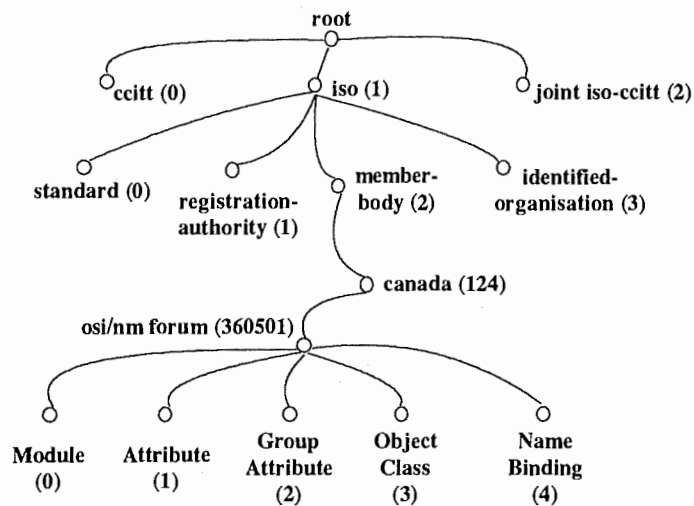 root
ccitt (0)
iso (1)
joint iso-ccitt (2)
standard (0)
registration-
authority (1)
member-
body (2)
identified-
organisation (3)
canada (124)
osi/nm forum (360501)
Module
(0)
Attribute
(1)
Group
Attribute
(2)
Object
Class
(3)
Name
Binding
(4)